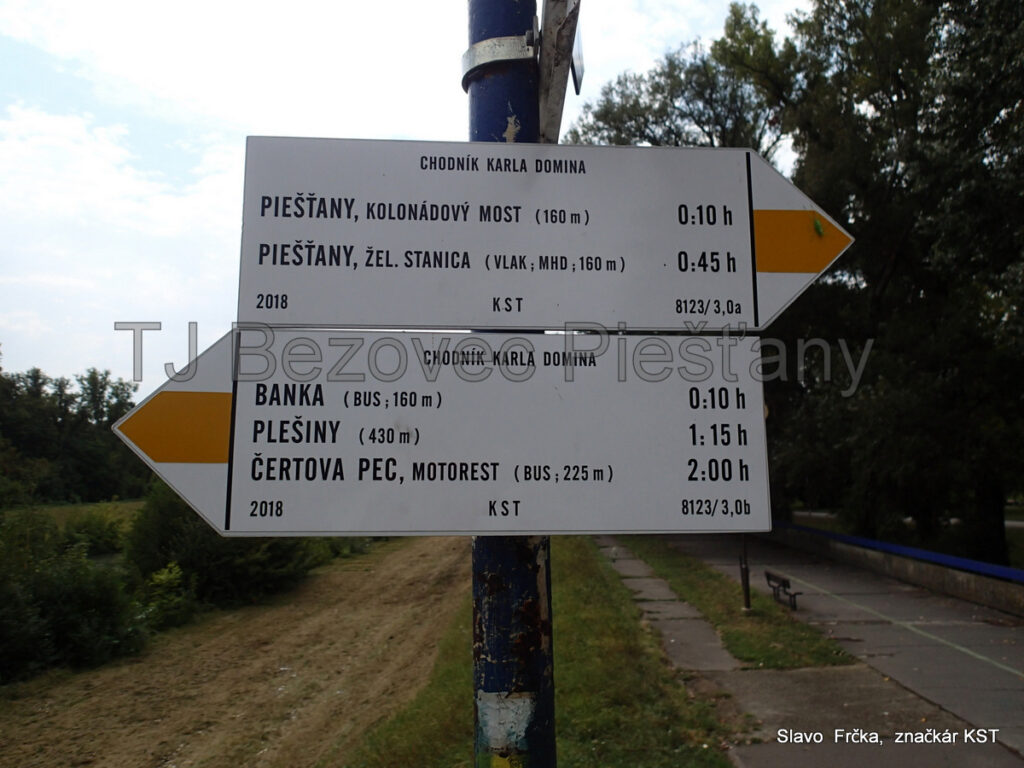 CHODNÍK KARLA DOMINA
PIEŠŤANY, KOLONÁDOVÝ MOST (160 m) 0:10 h
PIEŠŤANY, ŽEL. STANICA (VLAK; MHD; 160 m) 0:45 h
2018 KST 8123/3,0a
TJ Bezovec Piešťany
CHODNÍK KARLA DOMINA
BANKA (BUS; 160 m) 0:10 h
PLEŠINY (430 m) 1:15 h
ČERTOVA PEC, MOTOREST (BUS; 225 m) 2:00 h
2018 KST 8123/3,0b
Slavo Frčka, značkár KST